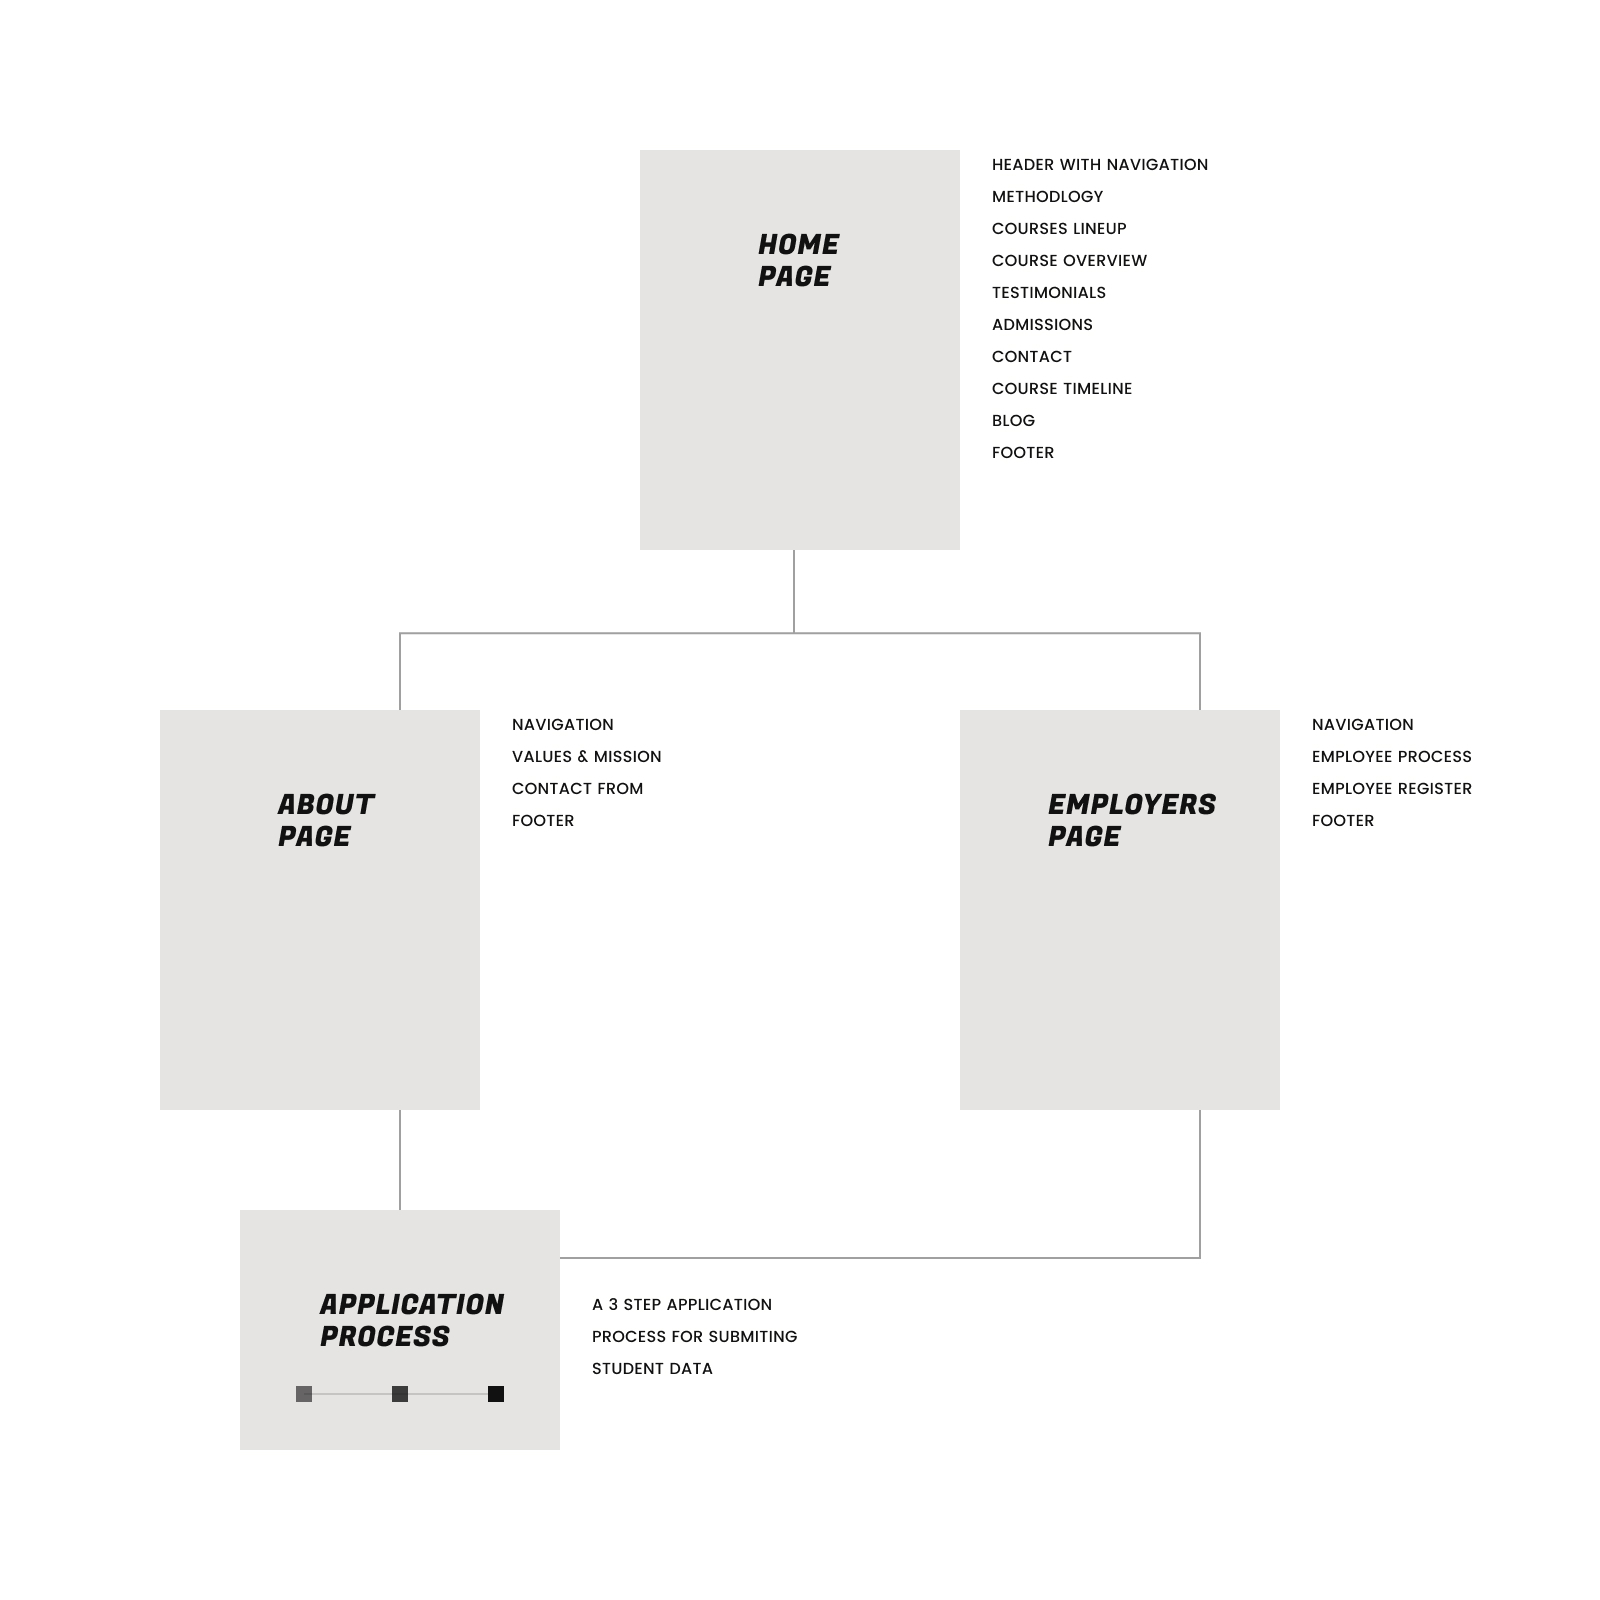 HOME
PAGE
HEADER WITH NAVIGATION
METHODLOGY
COURSES LINEUP
COURSE OVERVIEW
TESTIMONIALS
ADMISSIONS
CONTACT
COURSE TIMELINE
BLOG
FOOTER
ABOUT
PAGE
NAVIGATION
VALUES & MISSION
CONTACT FROM
FOOTER
EMPLOYERS
PAGE
NAVIGATION
EMPLOYEE PROCESS
EMPLOYEE REGISTER
FOOTER
APPLICATION
PROCESS
A 3 STEP APPLICATION
PROCESS FOR SUBMITING
STUDENT DATA